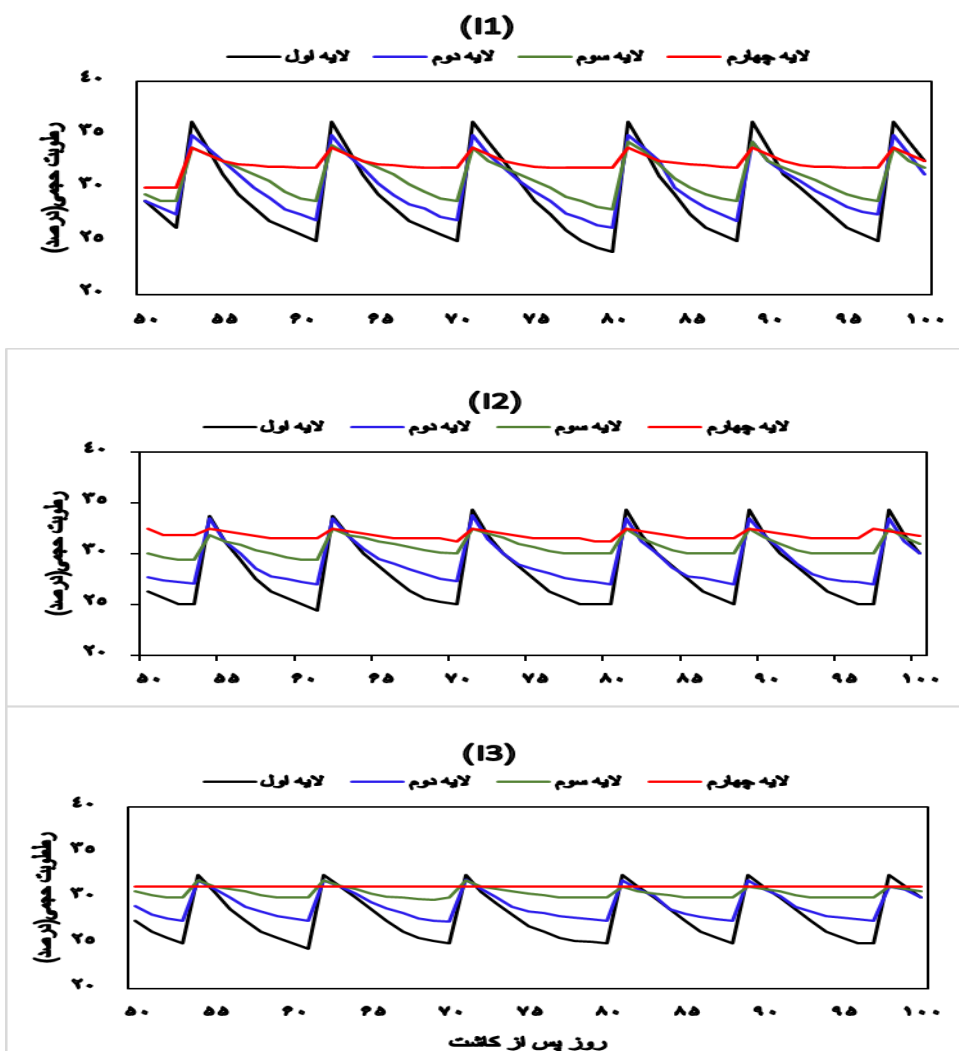 (I1)
لایه اول لایه دوم لایه سوم لایه چهارم
رطوبت حجمی(درصد)
۴۰
۳۵
۳۰
۲۵
۲۰
۵۰ ۵۵ ۶۰ ۶۵ ۷۰ ۷۵ ۸۰ ۸۵ ۹۰ ۹۵ ۱۰۰
(I2)
لایه اول لایه دوم لایه سوم لایه چهارم
رطوبت حجمی(درصد)
۴۰
۳۵
۳۰
۲۵
۲۰
۵۰ ۵۵ ۶۰ ۶۵ ۷۰ ۷۵ ۸۰ ۸۵ ۹۰ ۹۵ ۱۰۰
(I3)
لایه اول لایه دوم لایه سوم لایه چهارم
رططوبت حجمی(درصد)
۴۰
۳۵
۳۰
۲۵
۲۰
۵۰ ۵۵ ۶۰ ۶۵ ۷۰ ۷۵ ۸۰ ۸۵ ۹۰ ۹۵ ۱۰۰
روز پس از کاشت